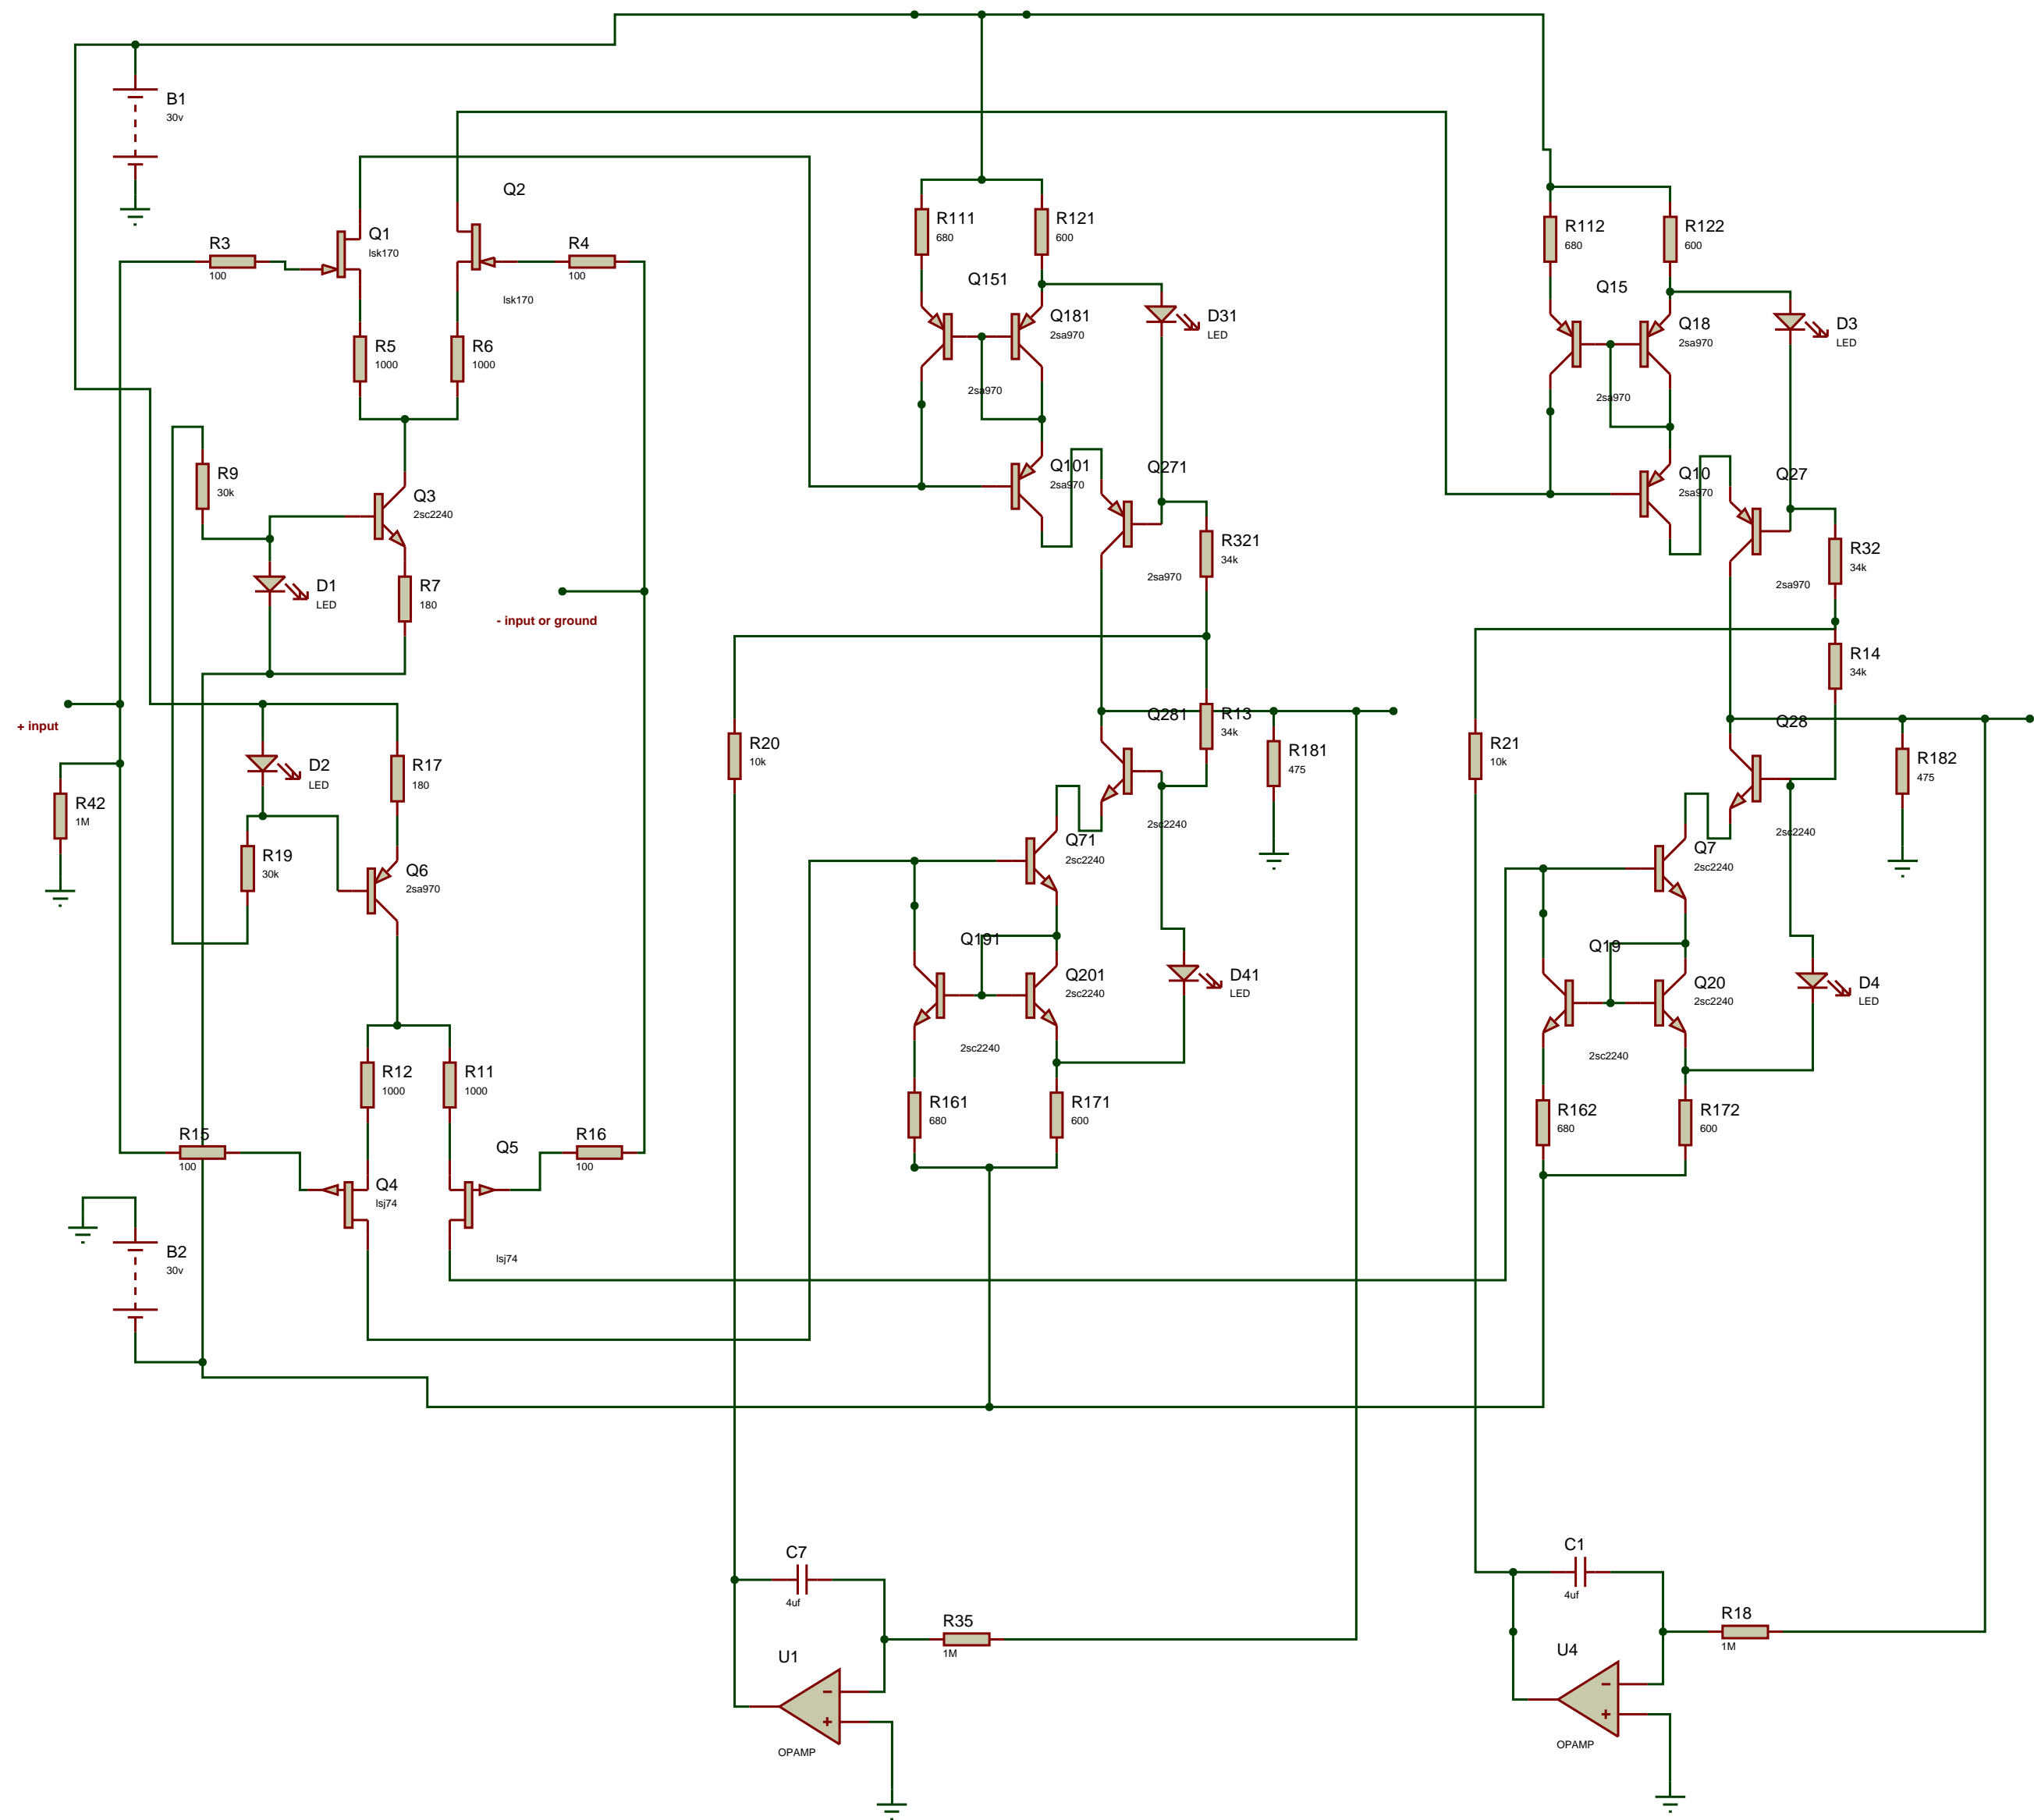 B1
30v
Q2
lsk170
Q1
lsk170
R3
100
R4
100
R5
1000
R6
1000
R9
30k
Q3
2sc2240
D1
LED
R7
180
- input or ground
+ input
D2
LED
R17
180
R42
1M
R19
30k
Q6
2sa970
R12
1000
R11
1000
R15
100
Q5
lsj74
R16
100
Q4
lsj74
B2
30v
R111
680
R121
600
Q151
2sa970
Q181
2sa970
D31
LED
Q101
2sa970
Q271
2sa970
R321
34k
R20
10k
Q281
2sc2240
R13
34k
R181
475
Q71
2sc2240
Q191
2sc2240
Q201
2sc2240
D41
LED
R161
680
R171
600
R112
680
R122
600
Q15
2sa970
Q18
2sa970
D3
LED
Q10
2sa970
Q27
2sa970
R32
34k
R14
34k
R21
10k
Q28
2sc2240
R182
475
Q7
2sc2240
Q19
2sc2240
Q20
2sc2240
D4
LED
R162
680
R172
600
C7
4uf
R35
1M
U1
OPAMP
C1
4uf
R18
1M
U4
OPAMP